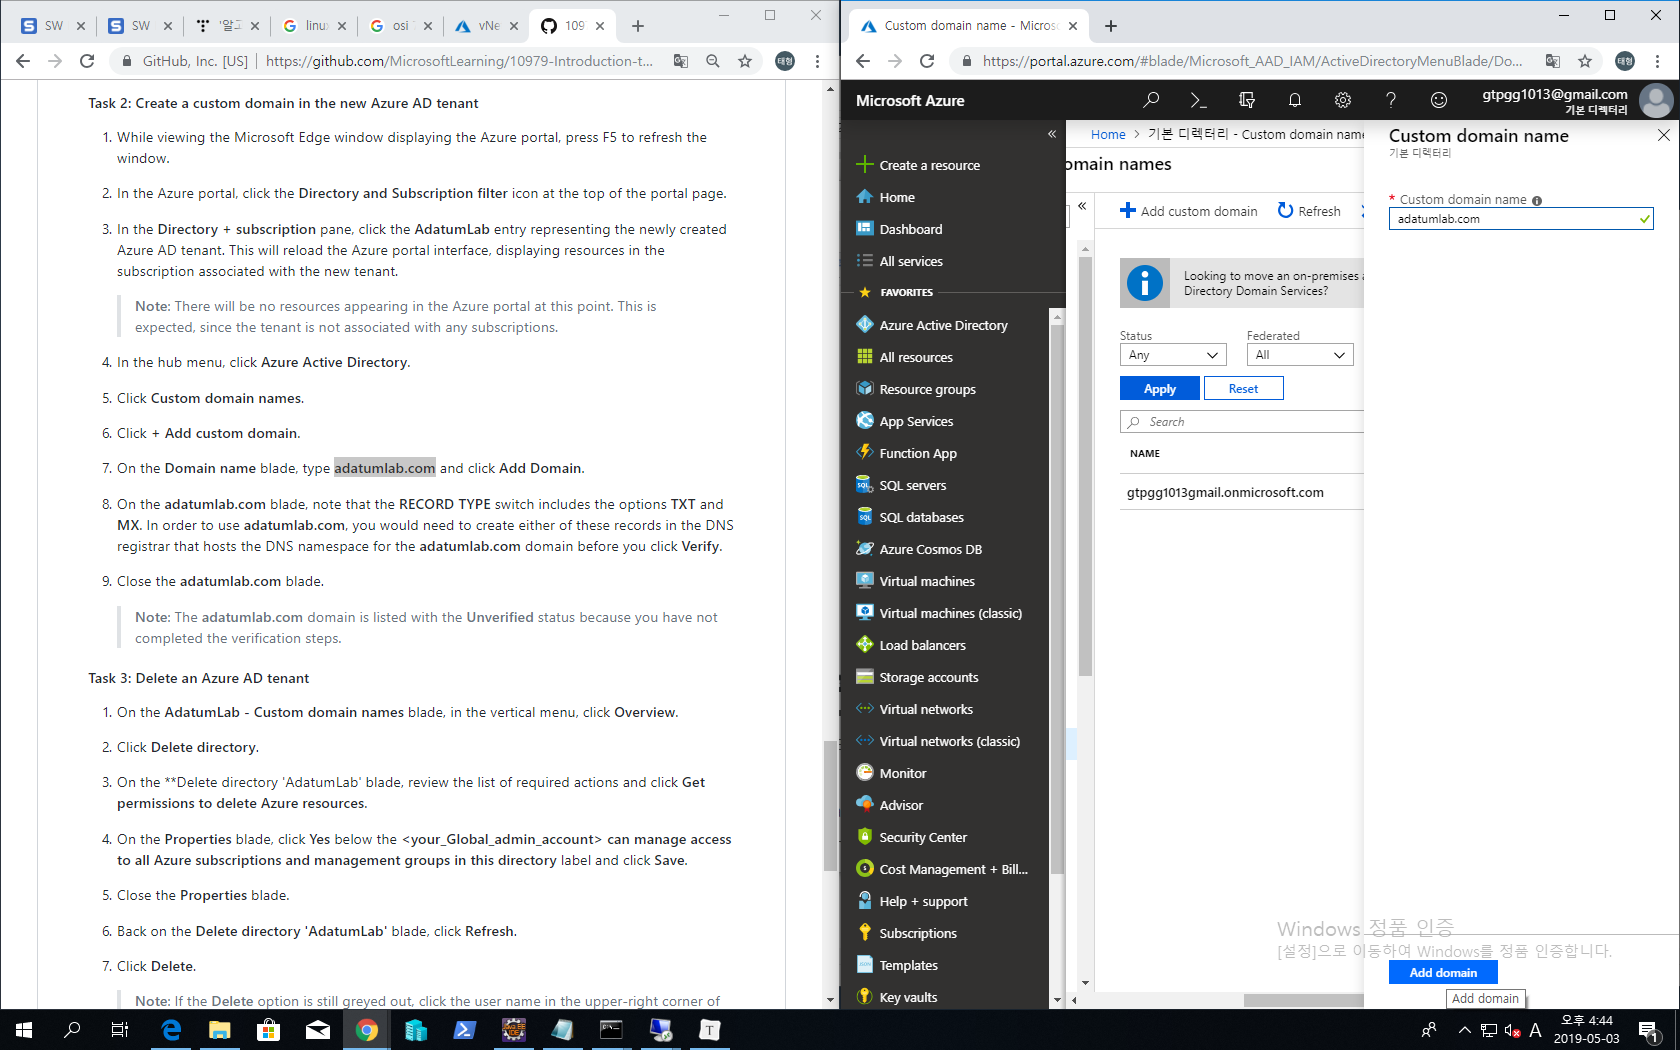 SW
SW
'알고
linux
osi 7
vNe
109
GitHub, Inc. [US]
https://github.com/MicrosoftLearning/10979-Introduction-t...
태형
Task 2: Create a custom domain in the new Azure AD tenant
1. While viewing the Microsoft Edge window displaying the Azure portal, press F5 to refresh the
window.
2. In the Azure portal, click the Directory and Subscription filter icon at the top of the portal page.
3. In the Directory + subscription pane, click the AdatumLab entry representing the newly created
Azure AD tenant. This will reload the Azure portal interface, displaying resources in the
subscription associated with the new tenant.
Note: There will be no resources appearing in the Azure portal at this point. This is
expected, since the tenant is not associated with any subscriptions.
4. In the hub menu, click Azure Active Directory.
5. Click Custom domain names.
6. Click + Add custom domain.
7. On the Domain name blade, type adatumlab.com and click Add Domain.
8. On the adatumlab.com blade, note that the RECORD TYPE switch includes the options TXT and
MX. In order to use adatumlab.com, you would need to create either of these records in the DNS
registrar that hosts the DNS namespace for the adatumlab.com domain before you click Verify.
9. Close the adatumlab.com blade.
Note: The adatumlab.com domain is listed with the Unverified status because you have not
completed the verification steps.
Task 3: Delete an Azure AD tenant
1. On the AdatumLab - Custom domain names blade, in the vertical menu, click Overview.
2. Click Delete directory.
3. On the **Delete directory 'AdatumLab' blade, review the list of required actions and click Get
permissions to delete Azure resources.
4. On the Properties blade, click Yes below the <your_Global_admin_account> can manage access
to all Azure subscriptions and management groups in this directory label and click Save.
5. Close the Properties blade.
6. Back on the Delete directory 'AdatumLab' blade, click Refresh.
7. Click Delete.
Note: If the Delete option is still greyed out, click the user name in the upper-right corner of
Custom domain name - Micros
https://portal.azure.com/#blade/Microsoft_AAD_IAM/ActiveDirectoryMenuBlade/Do...
태형
Microsoft Azure
gtpgg1013@gmail.com
기본 디렉터리
Create a resource
Home
Dashboard
All services
FAVORITES
Azure Active Directory
All resources
Resource groups
App Services
Function App
SQL servers
SQL databases
Azure Cosmos DB
Virtual machines
Virtual machines (classic)
Load balancers
Storage accounts
Virtual networks
Virtual networks (classic)
Monitor
Advisor
Security Center
Cost Management + Bill...
Help + support
Subscriptions
Templates
Key vaults
Home > 기본 디렉터리 - Custom domain name
omain names
Add custom domain
Refresh
Looking to move an on-premises a
Directory Domain Services?
Status
Federated
Any
All
Apply
Reset
Search
NAME
gtpgg1013gmail.onmicrosoft.com
Custom domain name
기본 디렉터리
* Custom domain name
adatumlab.com
Windows 정품 인증
[설정]으로 이동하여 Windows를 정품 인증합니다.
Add domain
Add domain
A
오후 4:44
2019-05-03
1